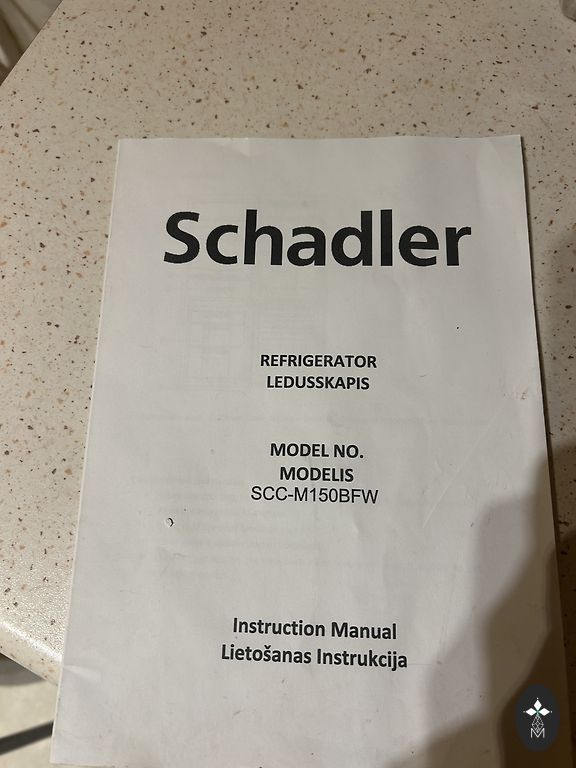 Schadler
REFRIGERATOR
LEDUSSKAPIS
MODEL NO.
MODELIS
SCC-M150BFW
Instruction Manual
Lietošanas Instrukcija
M